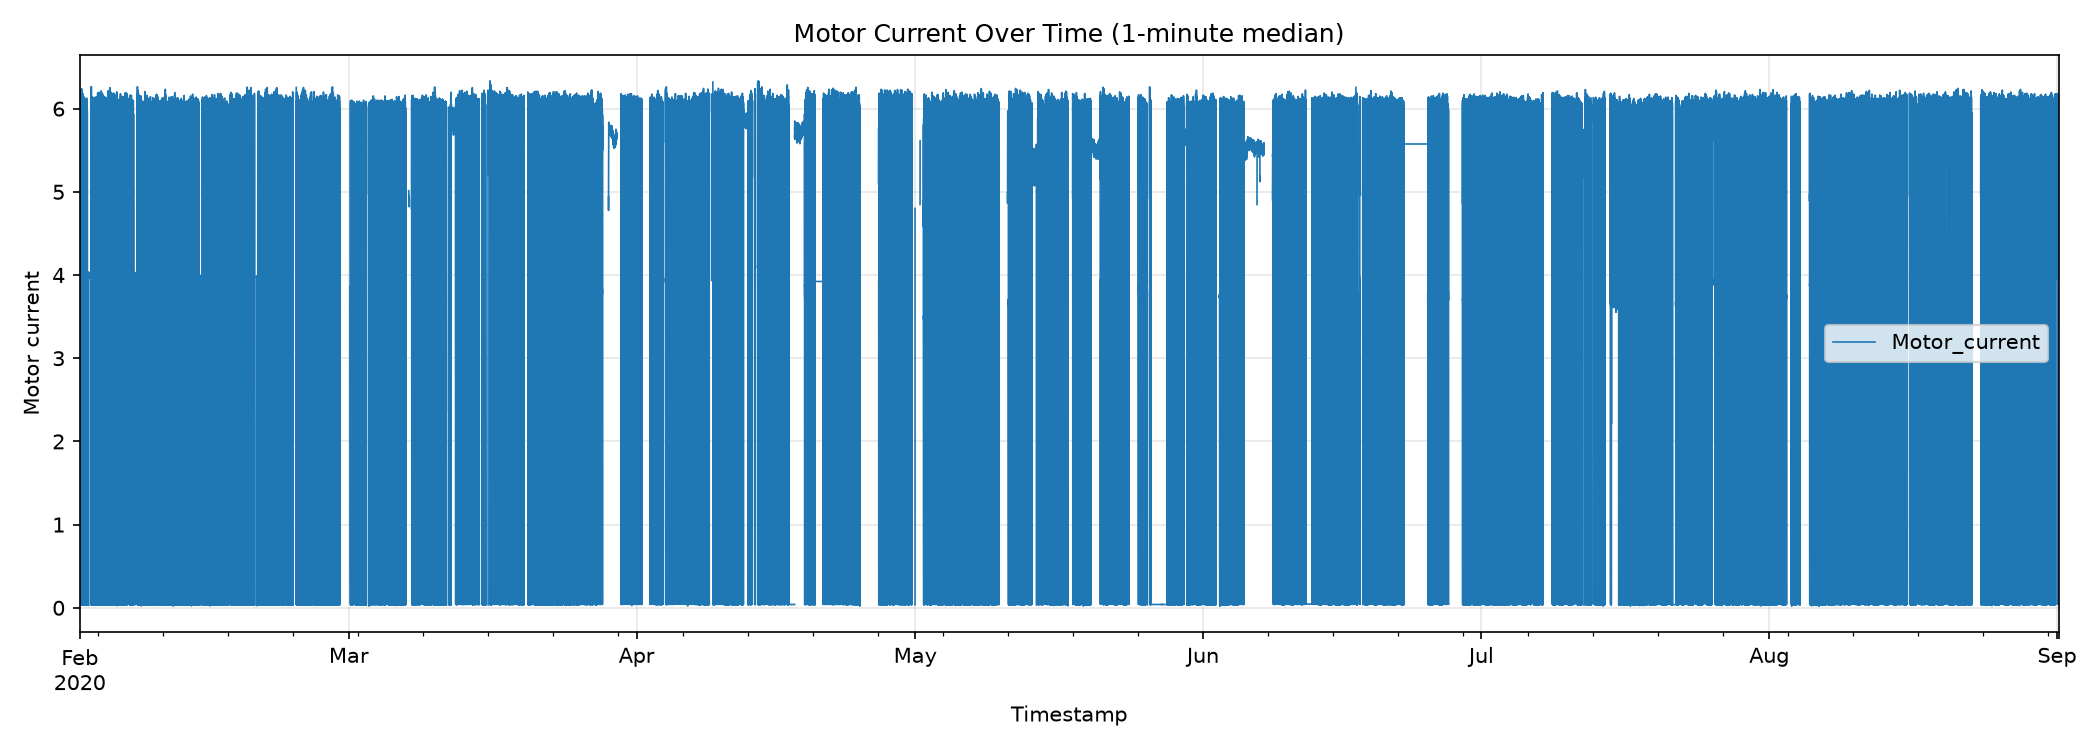 Motor Current Over Time (1-minute median)
Motor current
6
5
4
3
2
1
0
Motor_current
Feb
2020
Mar
Apr
May
Jun
Jul
Aug
Sep
Timestamp